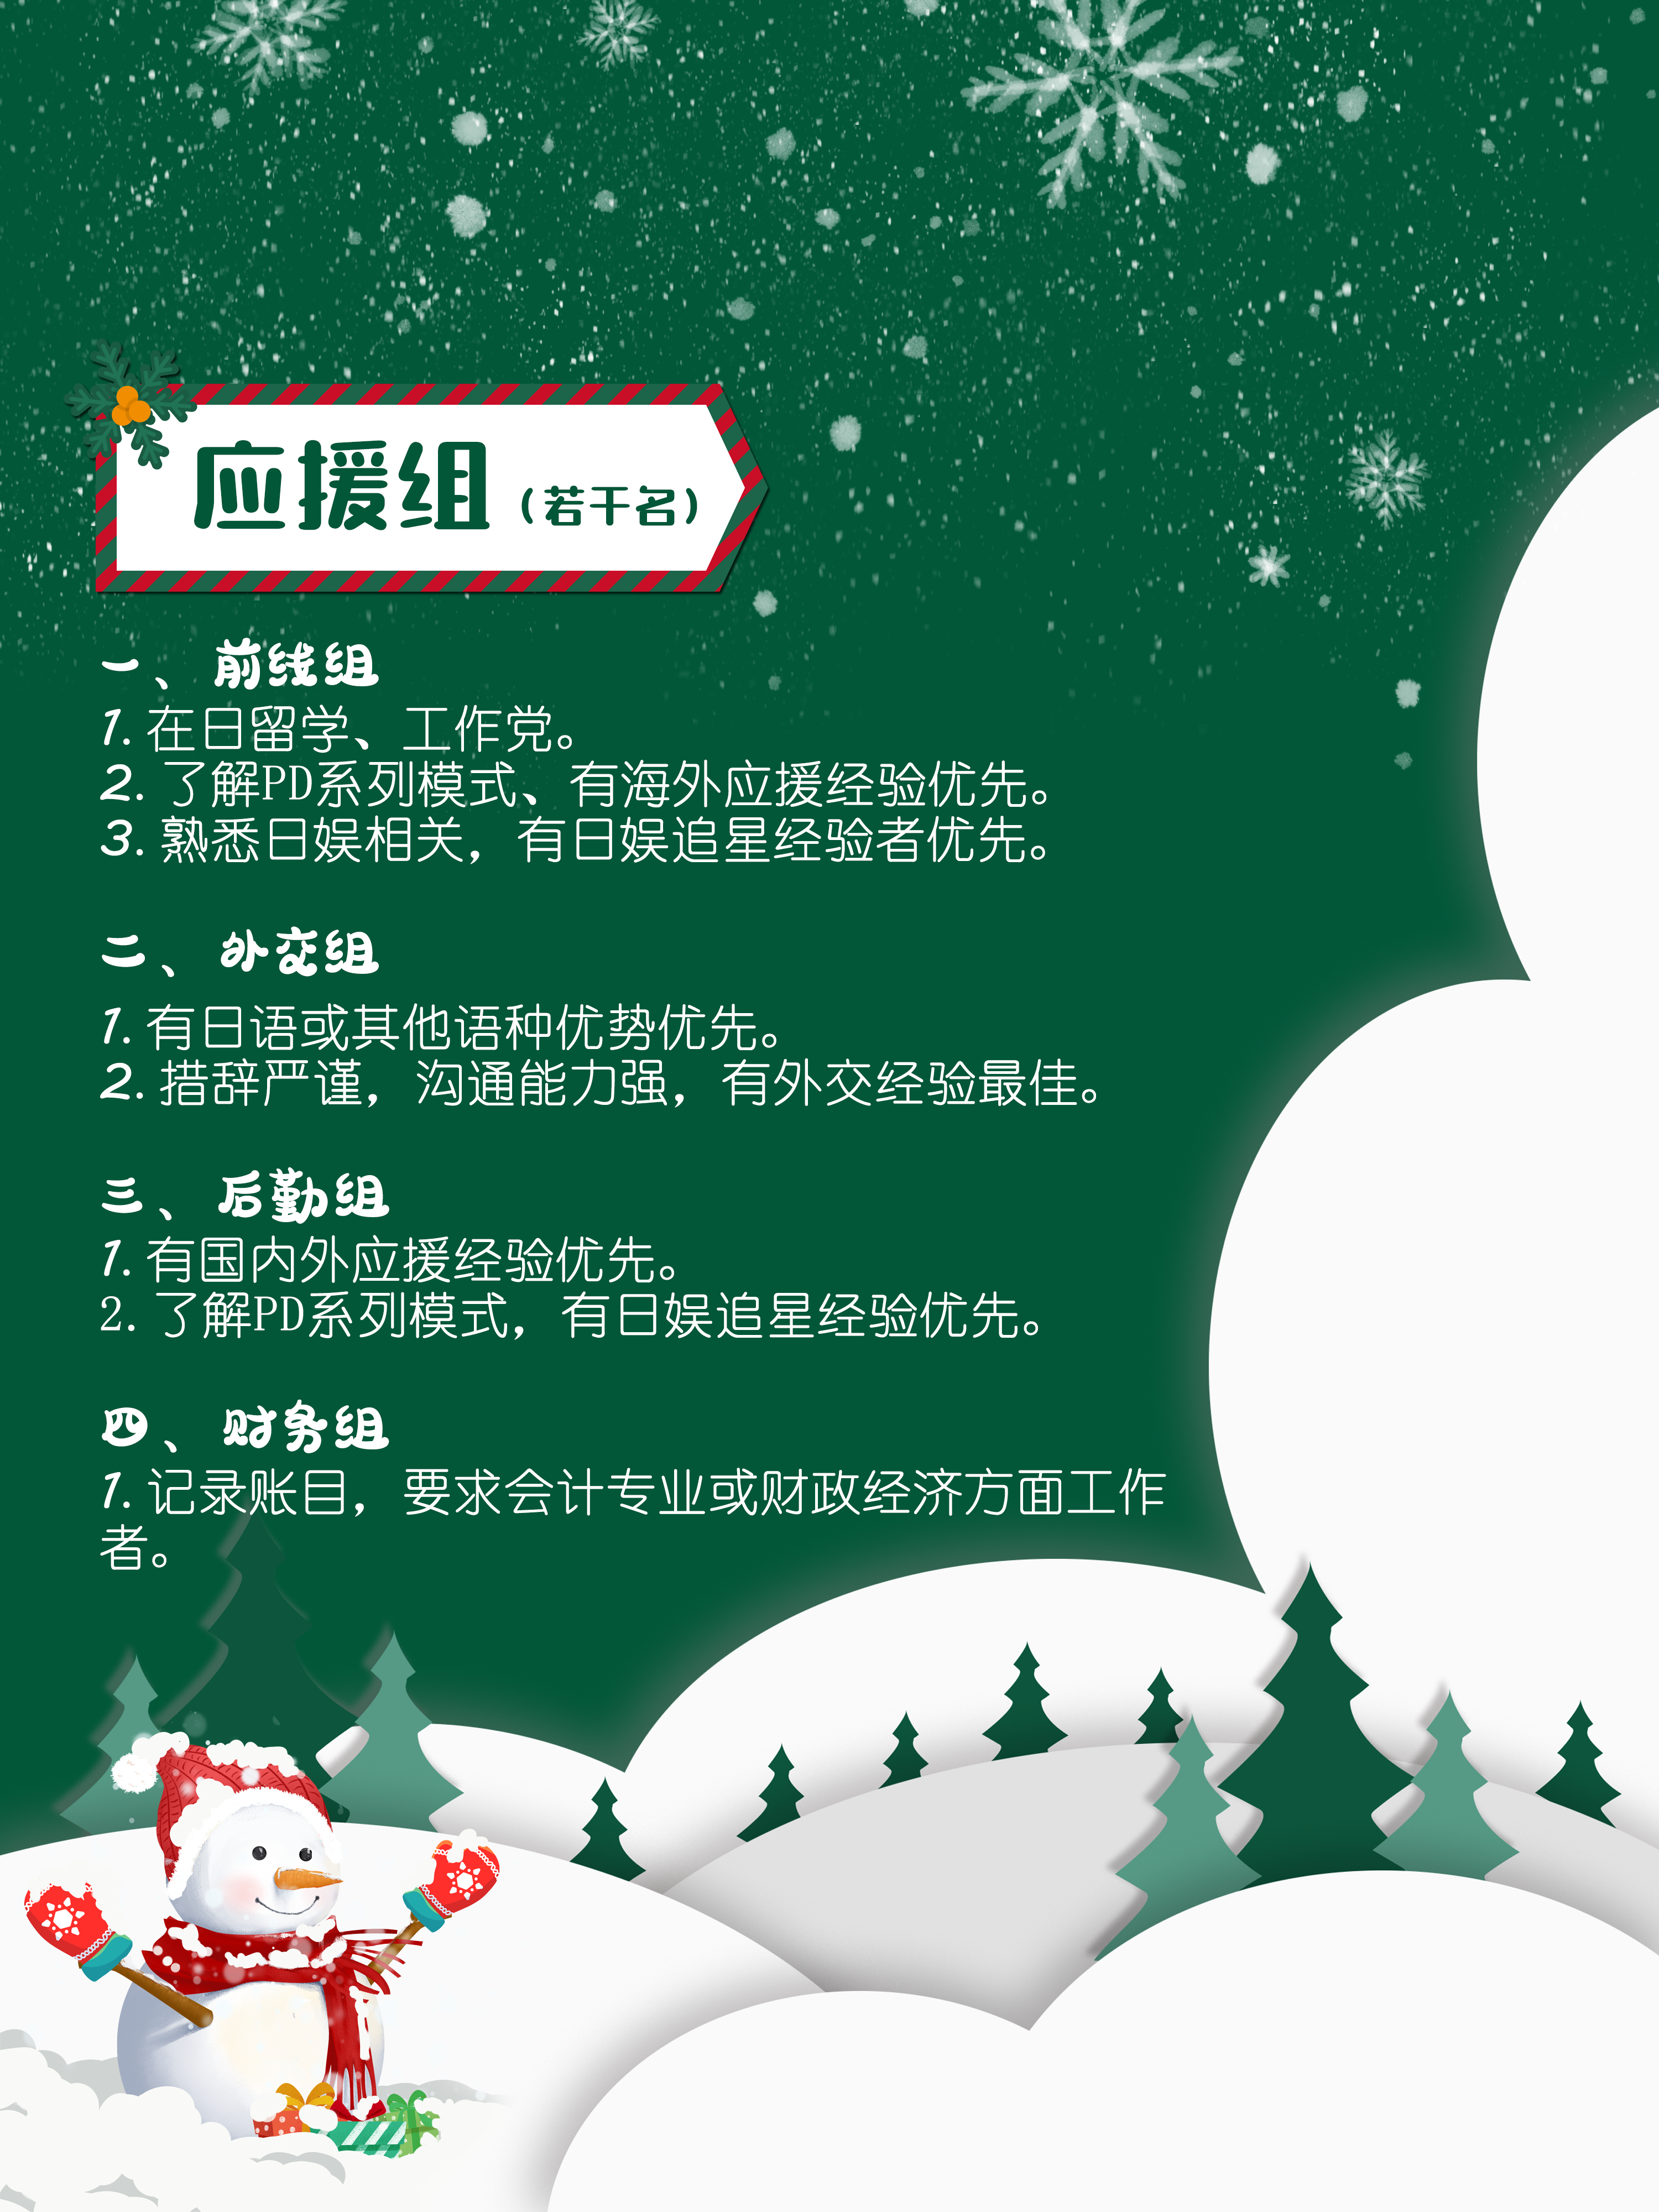 应援组（若干名）
一、前线组
1. 在日留学、工作党。
2. 了解PD系列模式、有海外应援经验优先。
3. 熟悉日娱相关，有日娱追星经验者优先。
二、外交组
1. 有日语或其他语种优势优先。
2. 措辞严谨，沟通能力强，有外交经验最佳。
三、后勤组
1. 有国内外应援经验优先。
2. 了解PD系列模式，有日娱追星经验优先。
四、财务组
1. 记录账目，要求会计专业或财政经济方面工作
者。